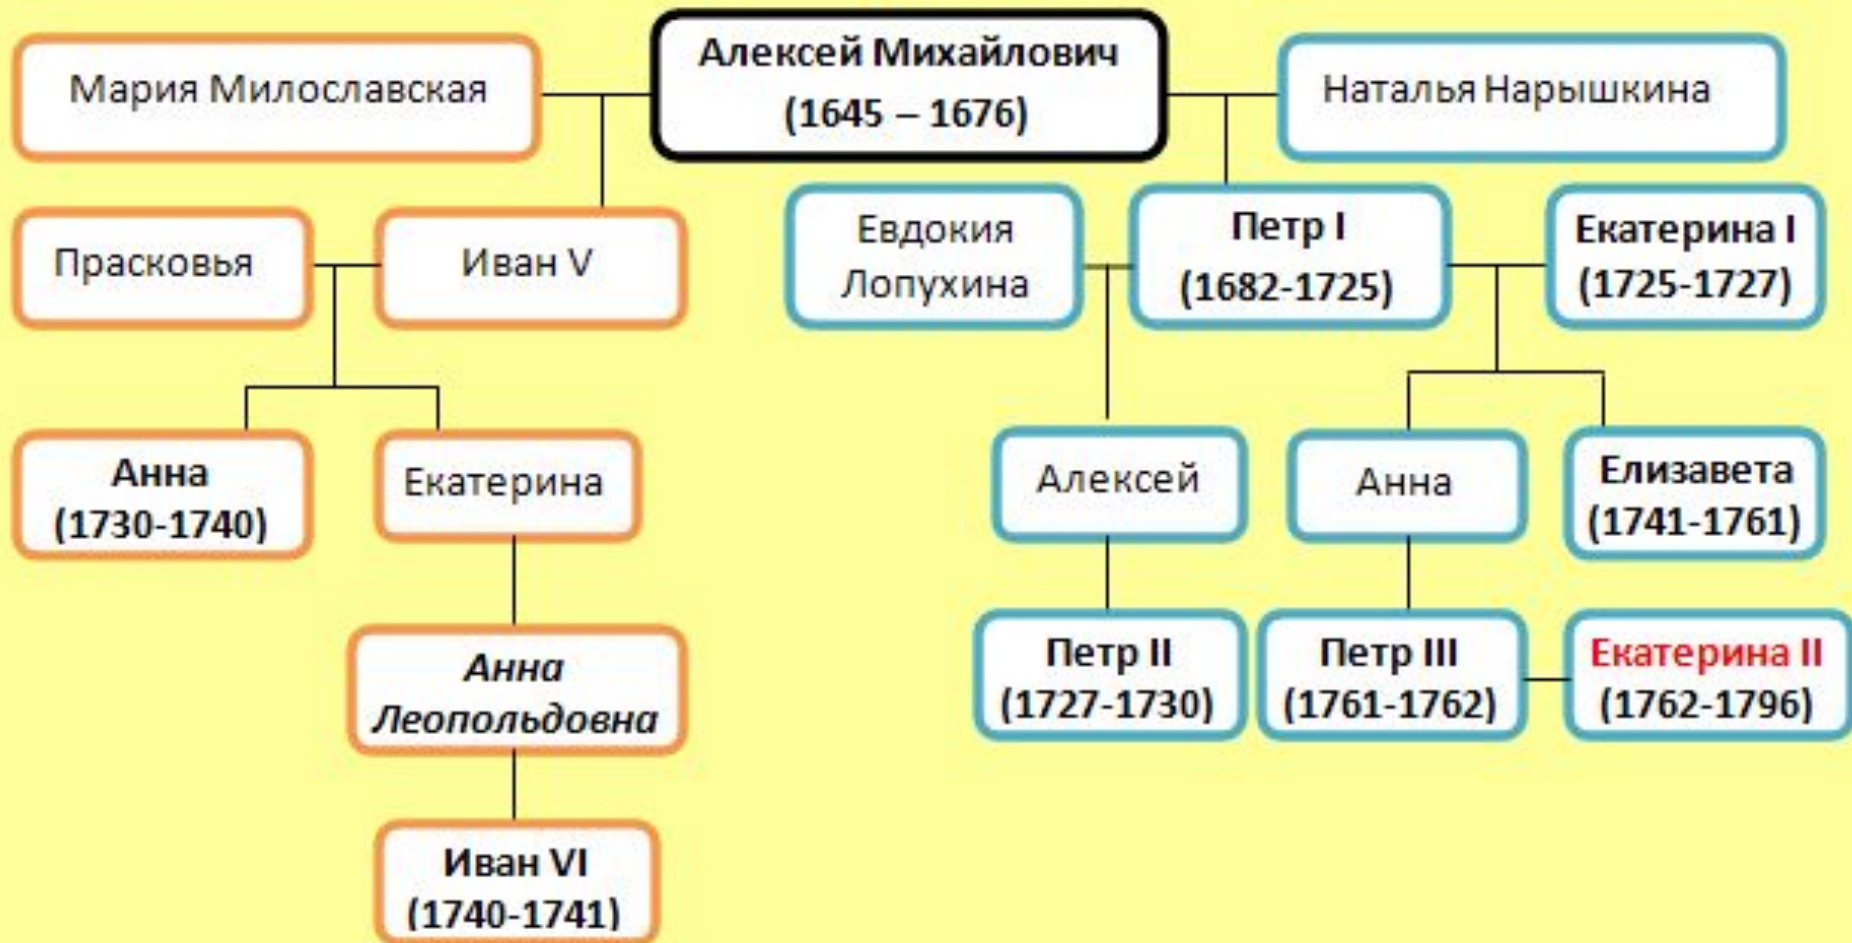 Мария Милославская
Алексей Михайлович
(1645 – 1676)
Наталья Нарышкина
Прасковья
Иван V
Евдокия
Лопухина
Петр I
(1682-1725)
Екатерина I
(1725-1727)
Анна
(1730-1740)
Екатерина
Алексей
Анна
Елизавета
(1741-1761)
Анна
Леопольдовна
Петр II
(1727-1730)
Петр III
(1761-1762)
Екатерина II
(1762-1796)
Иван VI
(1740-1741)